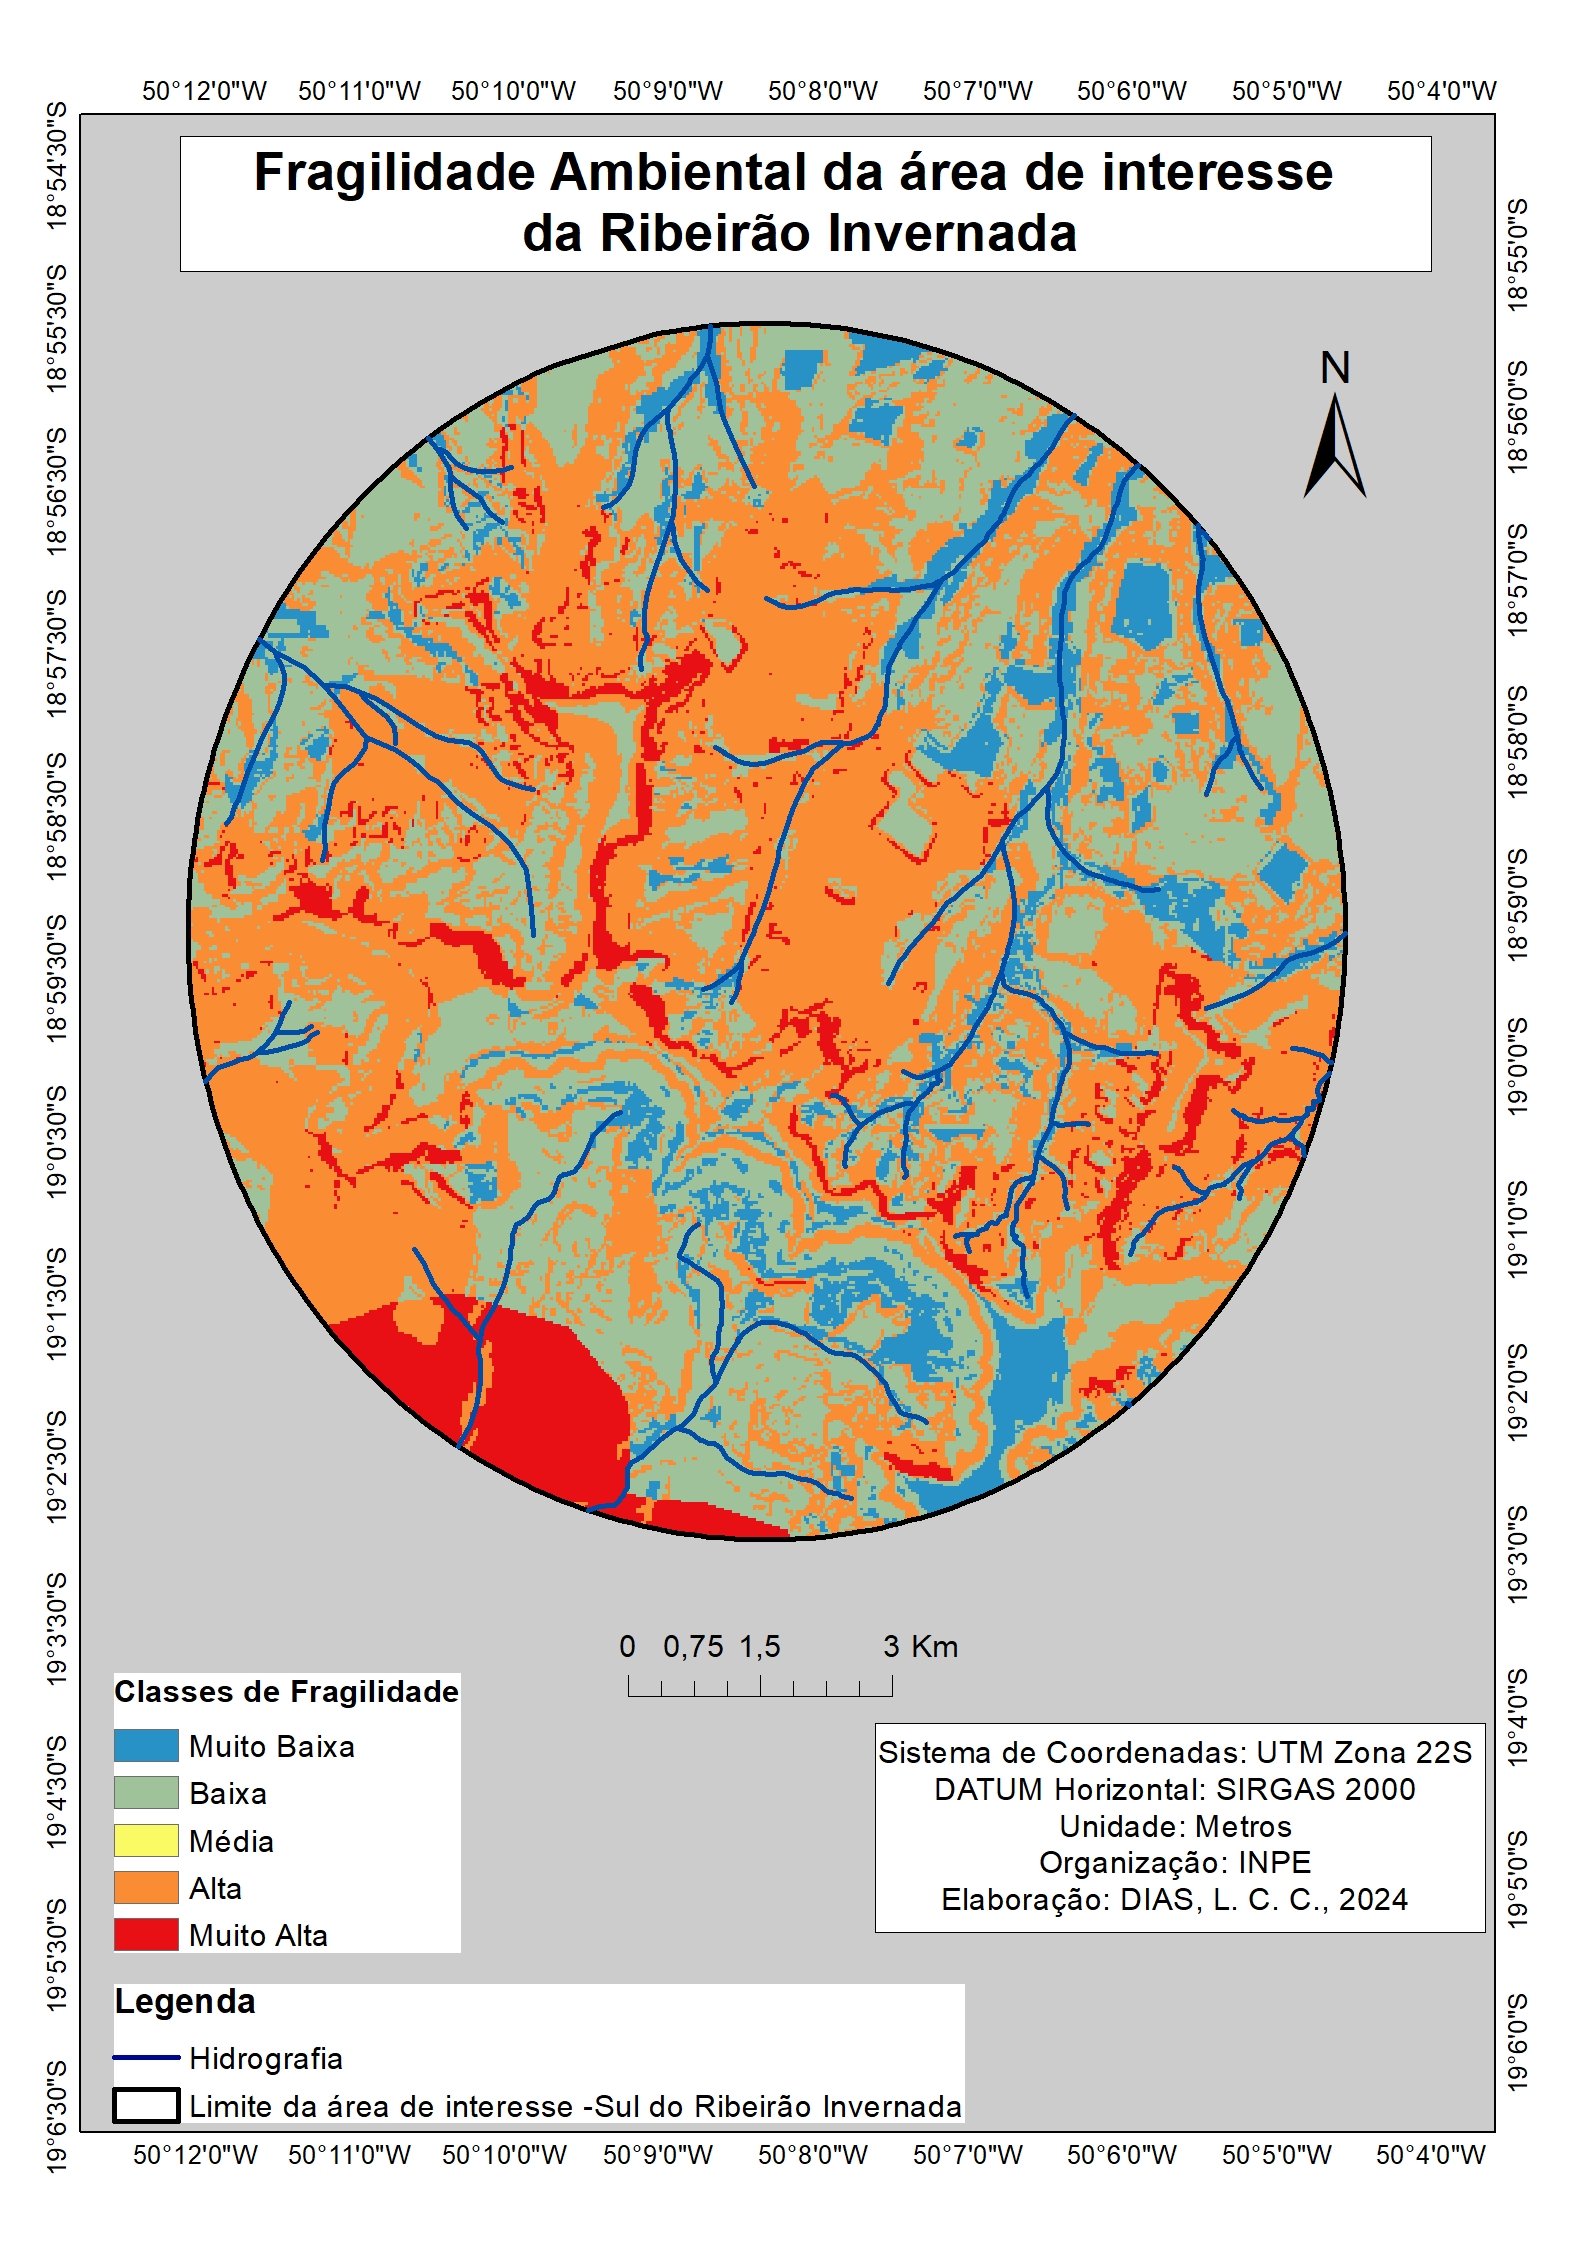 50°12'0"W 50°11'0"W 50°10'0"W 50°9'0"W 50°8'0"W 50°7'0"W 50°6'0"W 50°5'0"W 50°4'0"W
Fragilidade Ambiental da área de interesse
da Ribeirão Invernada
N
18°54'30"S
18°55'30"S
18°56'30"S
18°57'30"S
18°58'30"S
18°59'30"S
19°0'30"S
19°1'30"S
19°2'30"S
19°3'30"S
19°4'30"S
19°5'30"S
19°6'30"S
18°55'0"S
18°56'0"S
18°57'0"S
18°58'0"S
18°59'0"S
19°0'0"S
19°1'0"S
19°2'0"S
19°3'0"S
19°4'0"S
19°5'0"S
19°6'0"S
0 0,75 1,5 3 Km
Classes de Fragilidade
Muito Baixa
Baixa
Média
Alta
Muito Alta
Sistema de Coordenadas: UTM Zona 22S
DATUM Horizontal: SIRGAS 2000
Unidade: Metros
Organização: INPE
Elaboração: DIAS, L. C. C., 2024
Legenda
Hidrografia
Limite da área de interesse -Sul do Ribeirão Invernada
50°12'0"W 50°11'0"W 50°10'0"W 50°9'0"W 50°8'0"W 50°7'0"W 50°6'0"W 50°5'0"W 50°4'0"W